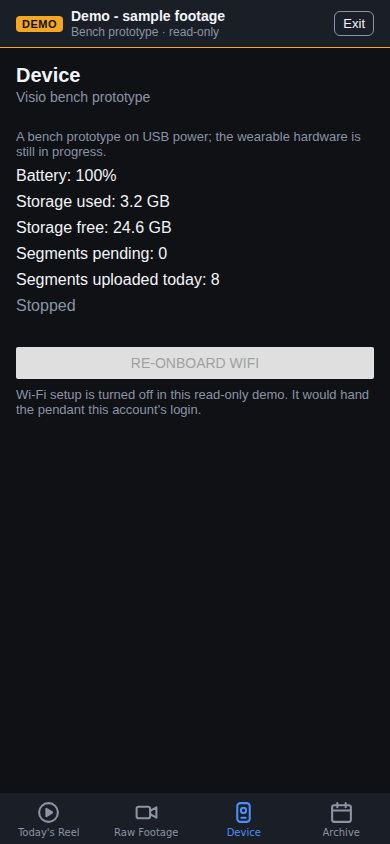 DEMO
Demo - sample footage
Bench prototype · read-only
Exit
Device
Visio bench prototype
A bench prototype on USB power; the wearable hardware is
still in progress.
Battery: 100%
Storage used: 3.2 GB
Storage free: 24.6 GB
Segments pending: 0
Segments uploaded today: 8
Stopped
RE-ONBOARD WIFI
Wi-Fi setup is turned off in this read-only demo. It would hand
the pendant this account's login.
Today's Reel
Raw Footage
Device
Archive